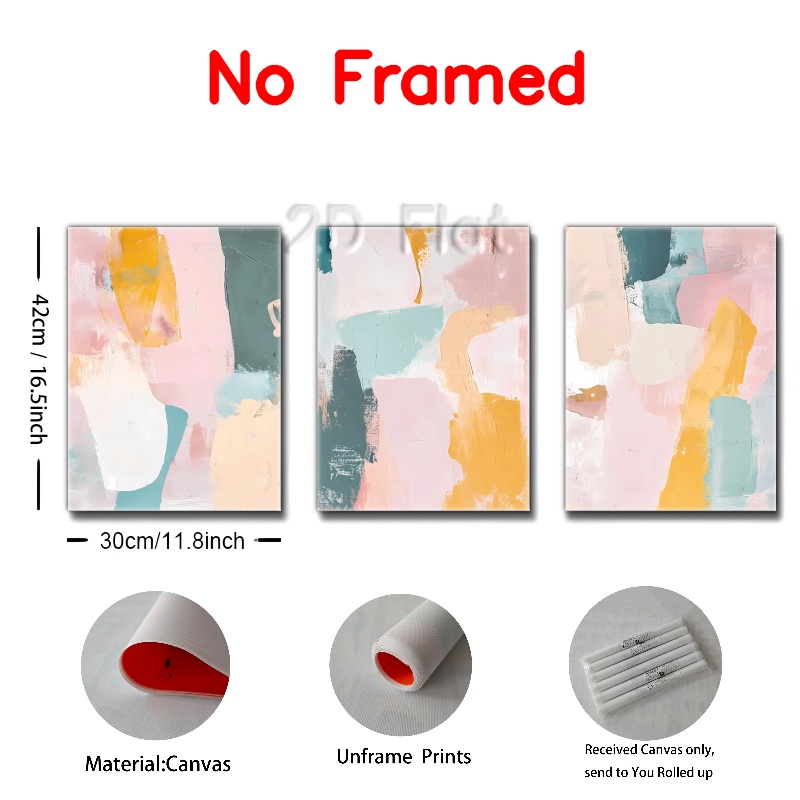 No Framed
2D Flat
42cm / 16.5inch
30cm/11.8inch
Material:Canvas
Unframe Prints
Received Canvas only,
send to You Rolled up